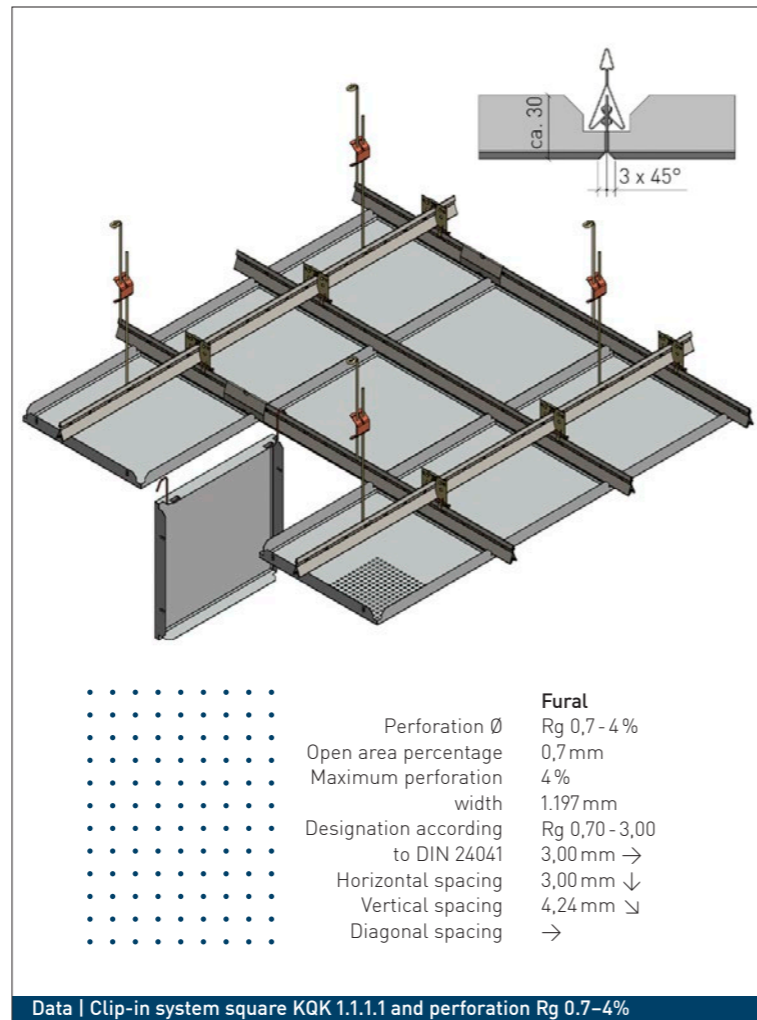 ca. 30
3 x 45°
Fural
Perforation Ø Rg 0,7 - 4 %
Open area percentage 0,7 mm
Maximum perforation 4 %
width 1.197 mm
Designation according Rg 0,70 - 3,00
to DIN 24041 3,00 mm →
Horizontal spacing 3,00 mm ↓
Vertical spacing 4,24 mm ↘
Diagonal spacing →
Data | Clip-in system square KQK 1.1.1.1 and perforation Rg 0.7–4%